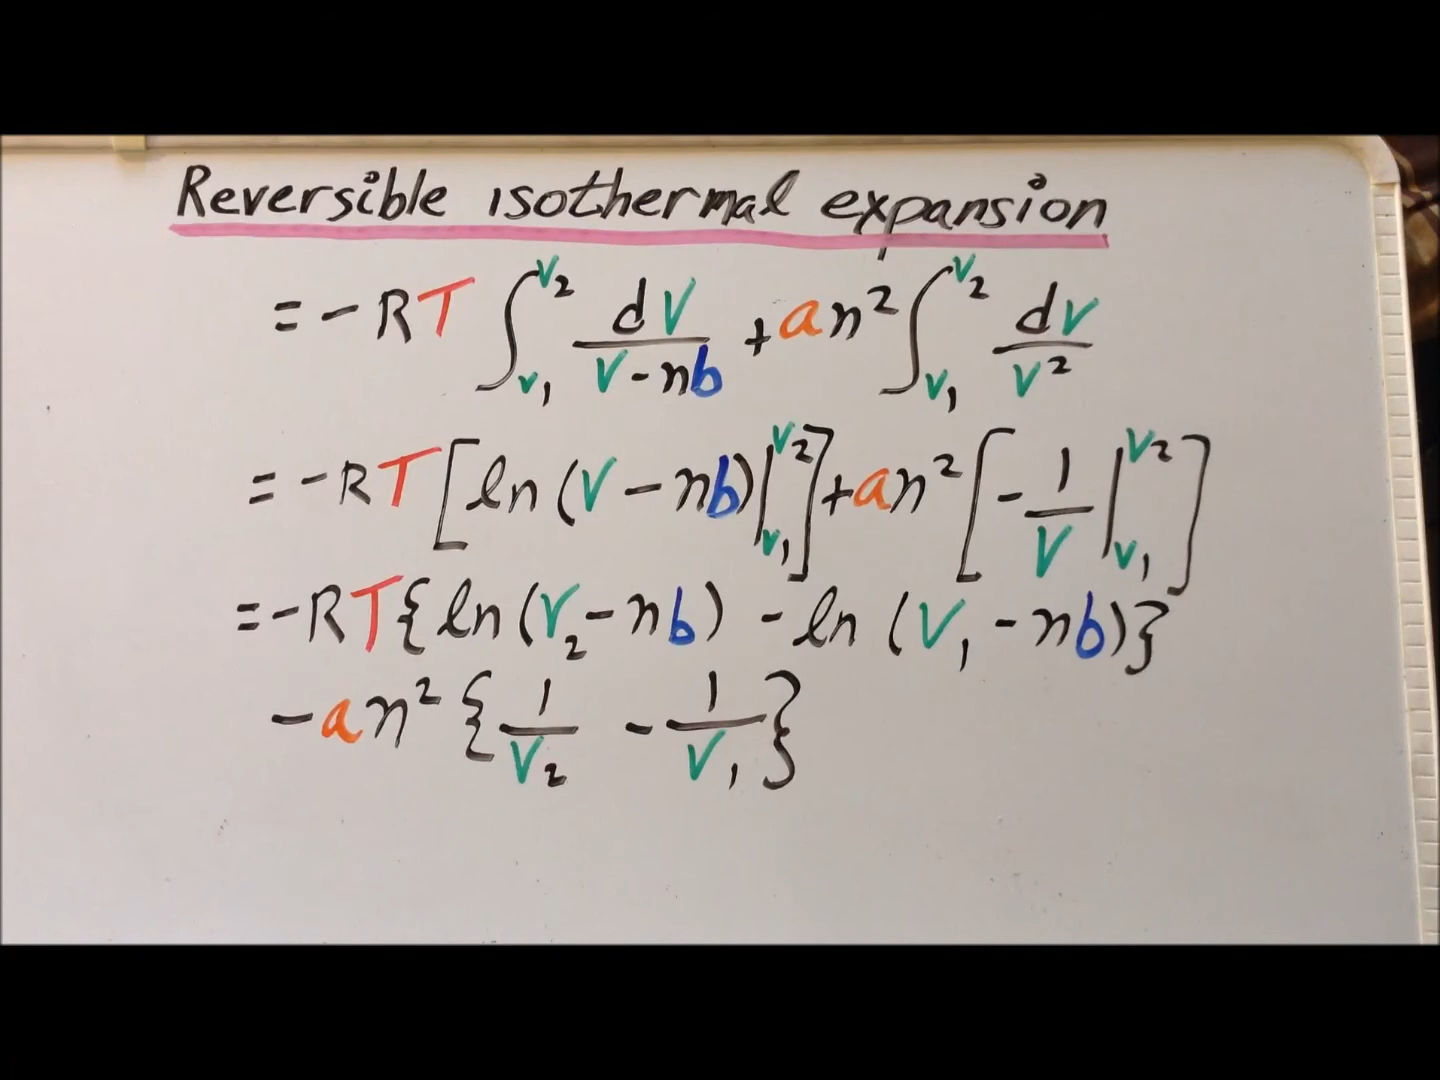 Reversible isothermal expansion
= - RT ∫_{V₁}^{V₂} dV/(V - nb) + an² ∫_{V₁}^{V₂} dV/V²
= - RT [ln (V - nb) |_{V₁}^{V₂}] + an² [- 1/V |_{V₁}^{V₂}]
= - RT {ln (V₂ - nb) - ln (V₁ - nb)}
- an² {1/V₂ - 1/V₁}